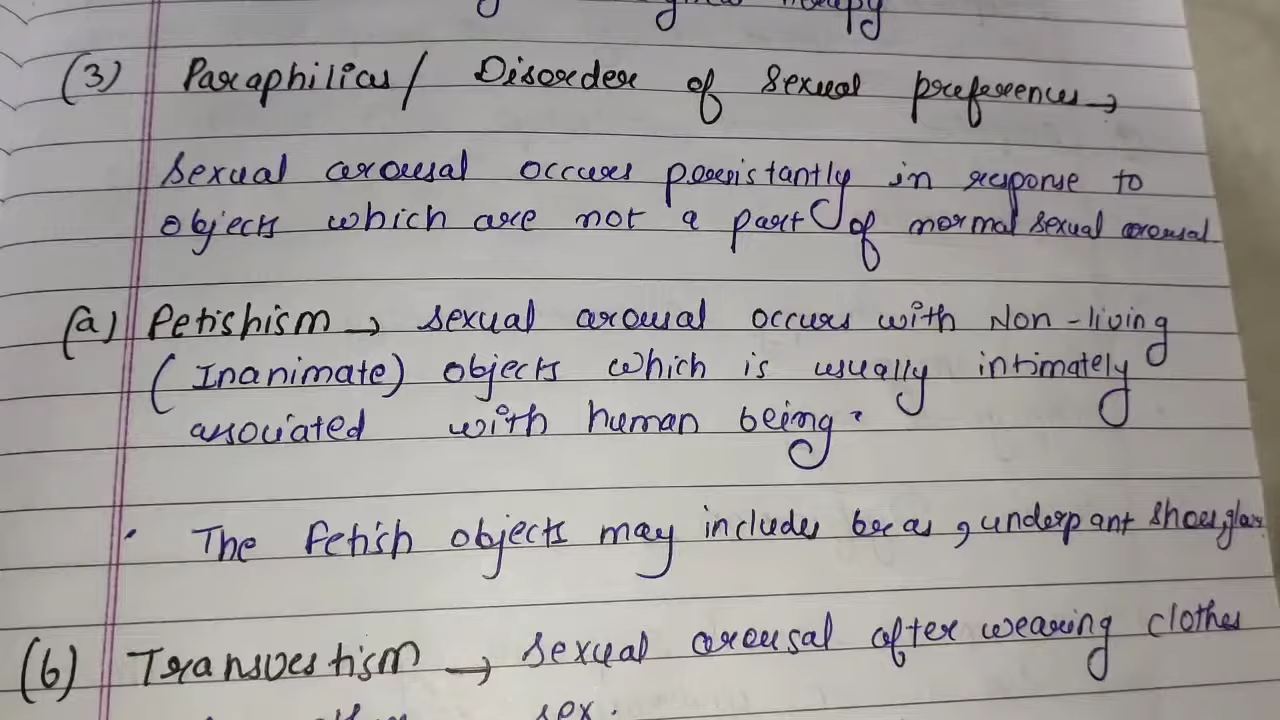 (3) Paraphilias / Disorder of Sexual preferences →
Sexual arousal occurs persistantly in response to
objects which are not a part of normal sexual arousal
(a) Fetishism → sexual arousal occurs with Non-living
(Inanimate) objects which is usually intimately
associated with human being.
· The Fetish objects may includes bras, underpant shoes,
(b) Transvestism → sexual arousal after wearing clothes
sex.